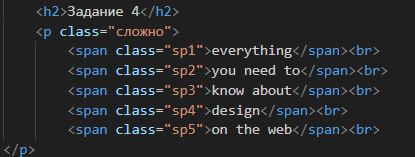 <h2>Задание 4</h2>
<p class="сложно">
<span class="sp1">everything</span><br>
<span class="sp2">you need to</span><br>
<span class="sp3">know about</span><br>
<span class="sp4">design</span><br>
<span class="sp5">on the web</span><br>
</p>